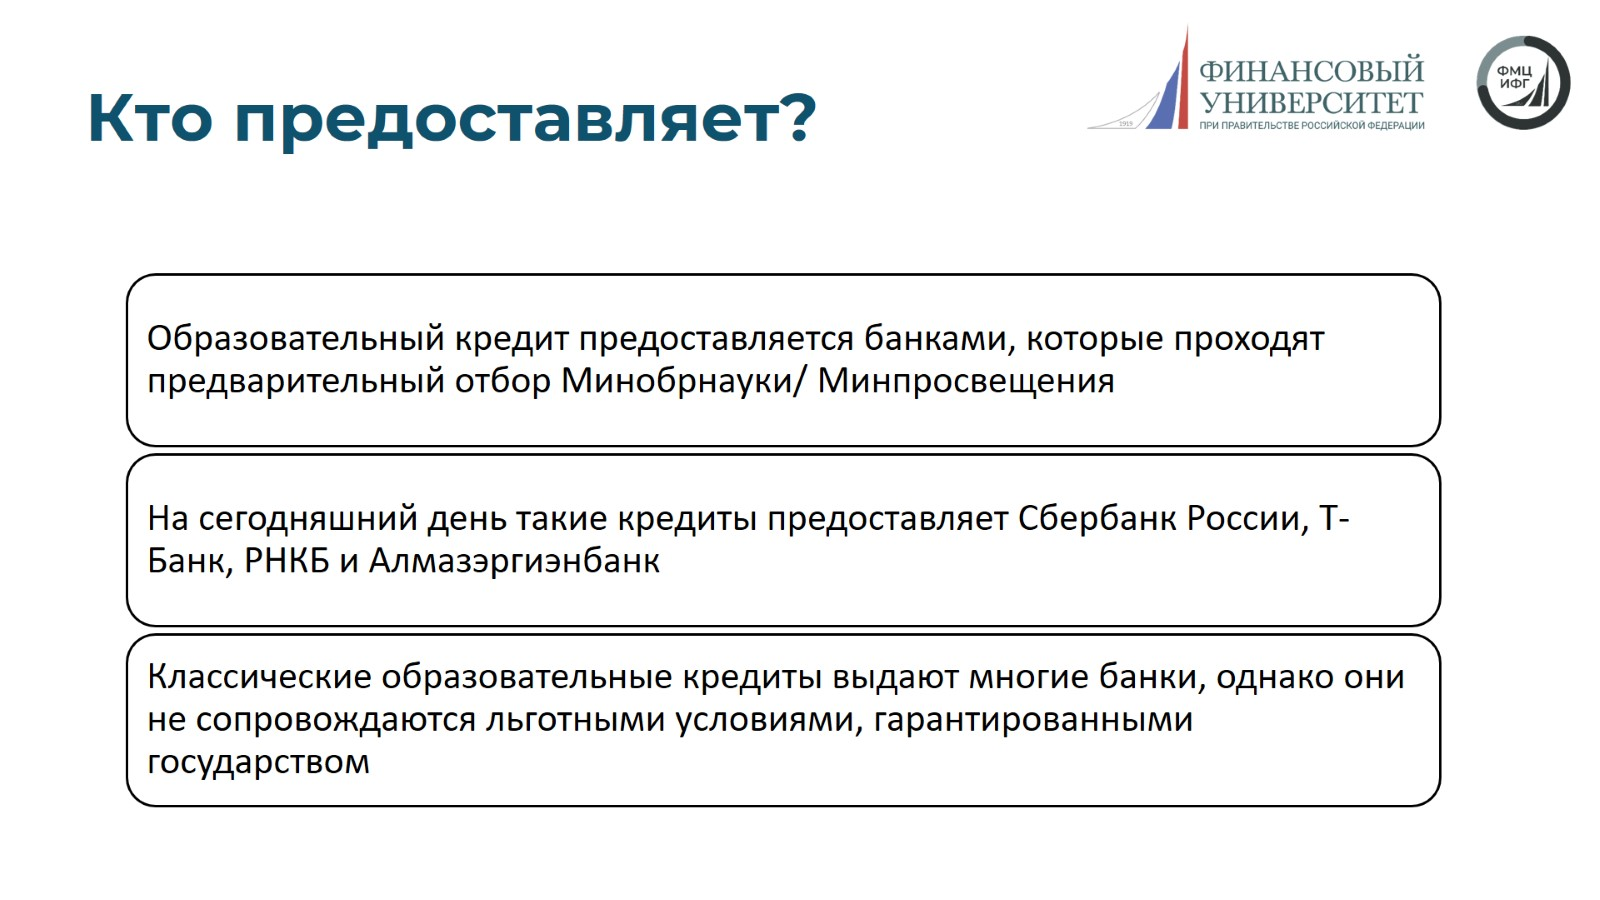 Кто предоставляет?
1919
ФИНАНСОВЫЙ
УНИВЕРСИТЕТ
ПРИ ПРАВИТЕЛЬСТВЕ РОССИЙСКОЙ ФЕДЕРАЦИИ
ФМЦ
ИФГ
Образовательный кредит предоставляется банками, которые проходят
предварительный отбор Минобрнауки/ Минпросвещения
На сегодняшний день такие кредиты предоставляет Сбербанк России, Т-
Банк, РНКБ и Алмазэргиэнбанк
Классические образовательные кредиты выдают многие банки, однако они
не сопровождаются льготными условиями, гарантированными
государством